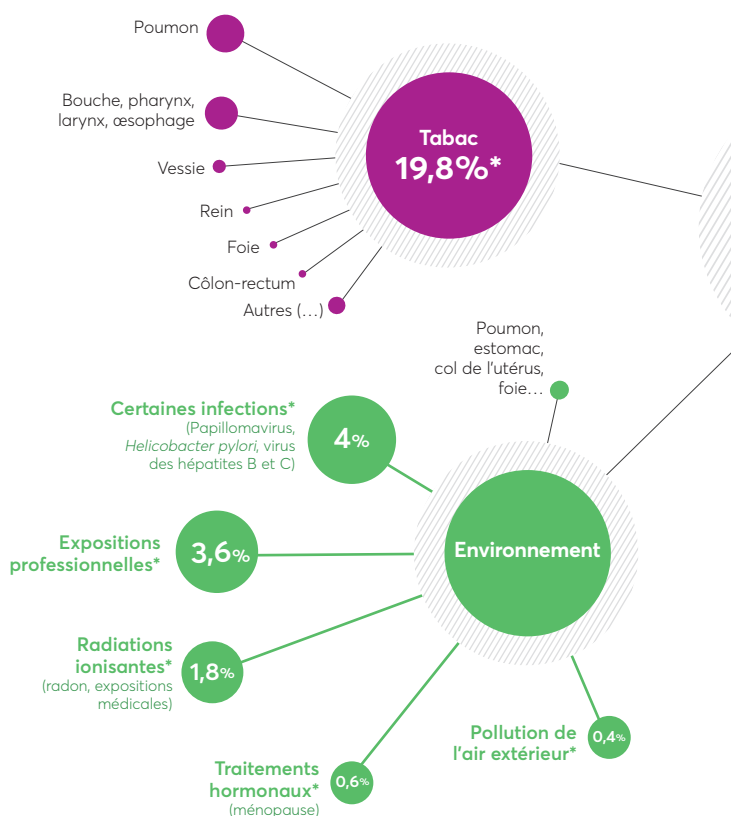 Poumon
Bouche, pharynx,
larynx, œsophage
Vessie
Rein
Foie
Côlon-rectum
Autres (…)
Tabac
19,8%*
Poumon,
estomac,
col de l'utérus,
foie…
Certaines infections*
(Papillomavirus,
Helicobacter pylori, virus
des hépatites B et C)
4%
Expositions
professionnelles*
3,6%
Environnement
Radiations
ionisantes*
(radon, expositions
médicales)
1,8%
Traitements
hormonaux*
(ménopause)
0,6%
Pollution de
l'air extérieur*
0,4%